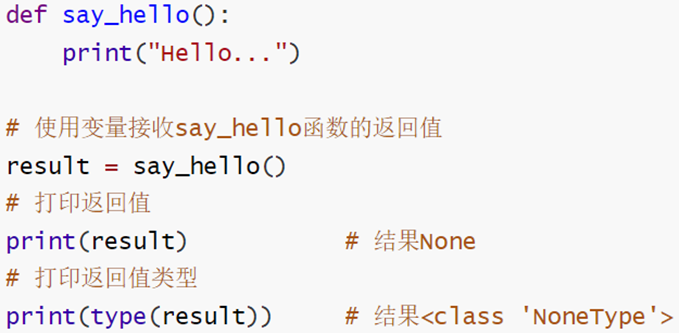 def say_hello():
    print("Hello...")
# 使用变量接收say_hello函数的返回值
result = say_hello()
# 打印返回值
print(result)           # 结果None
# 打印返回值类型
print(type(result))     # 结果<class 'NoneType'>